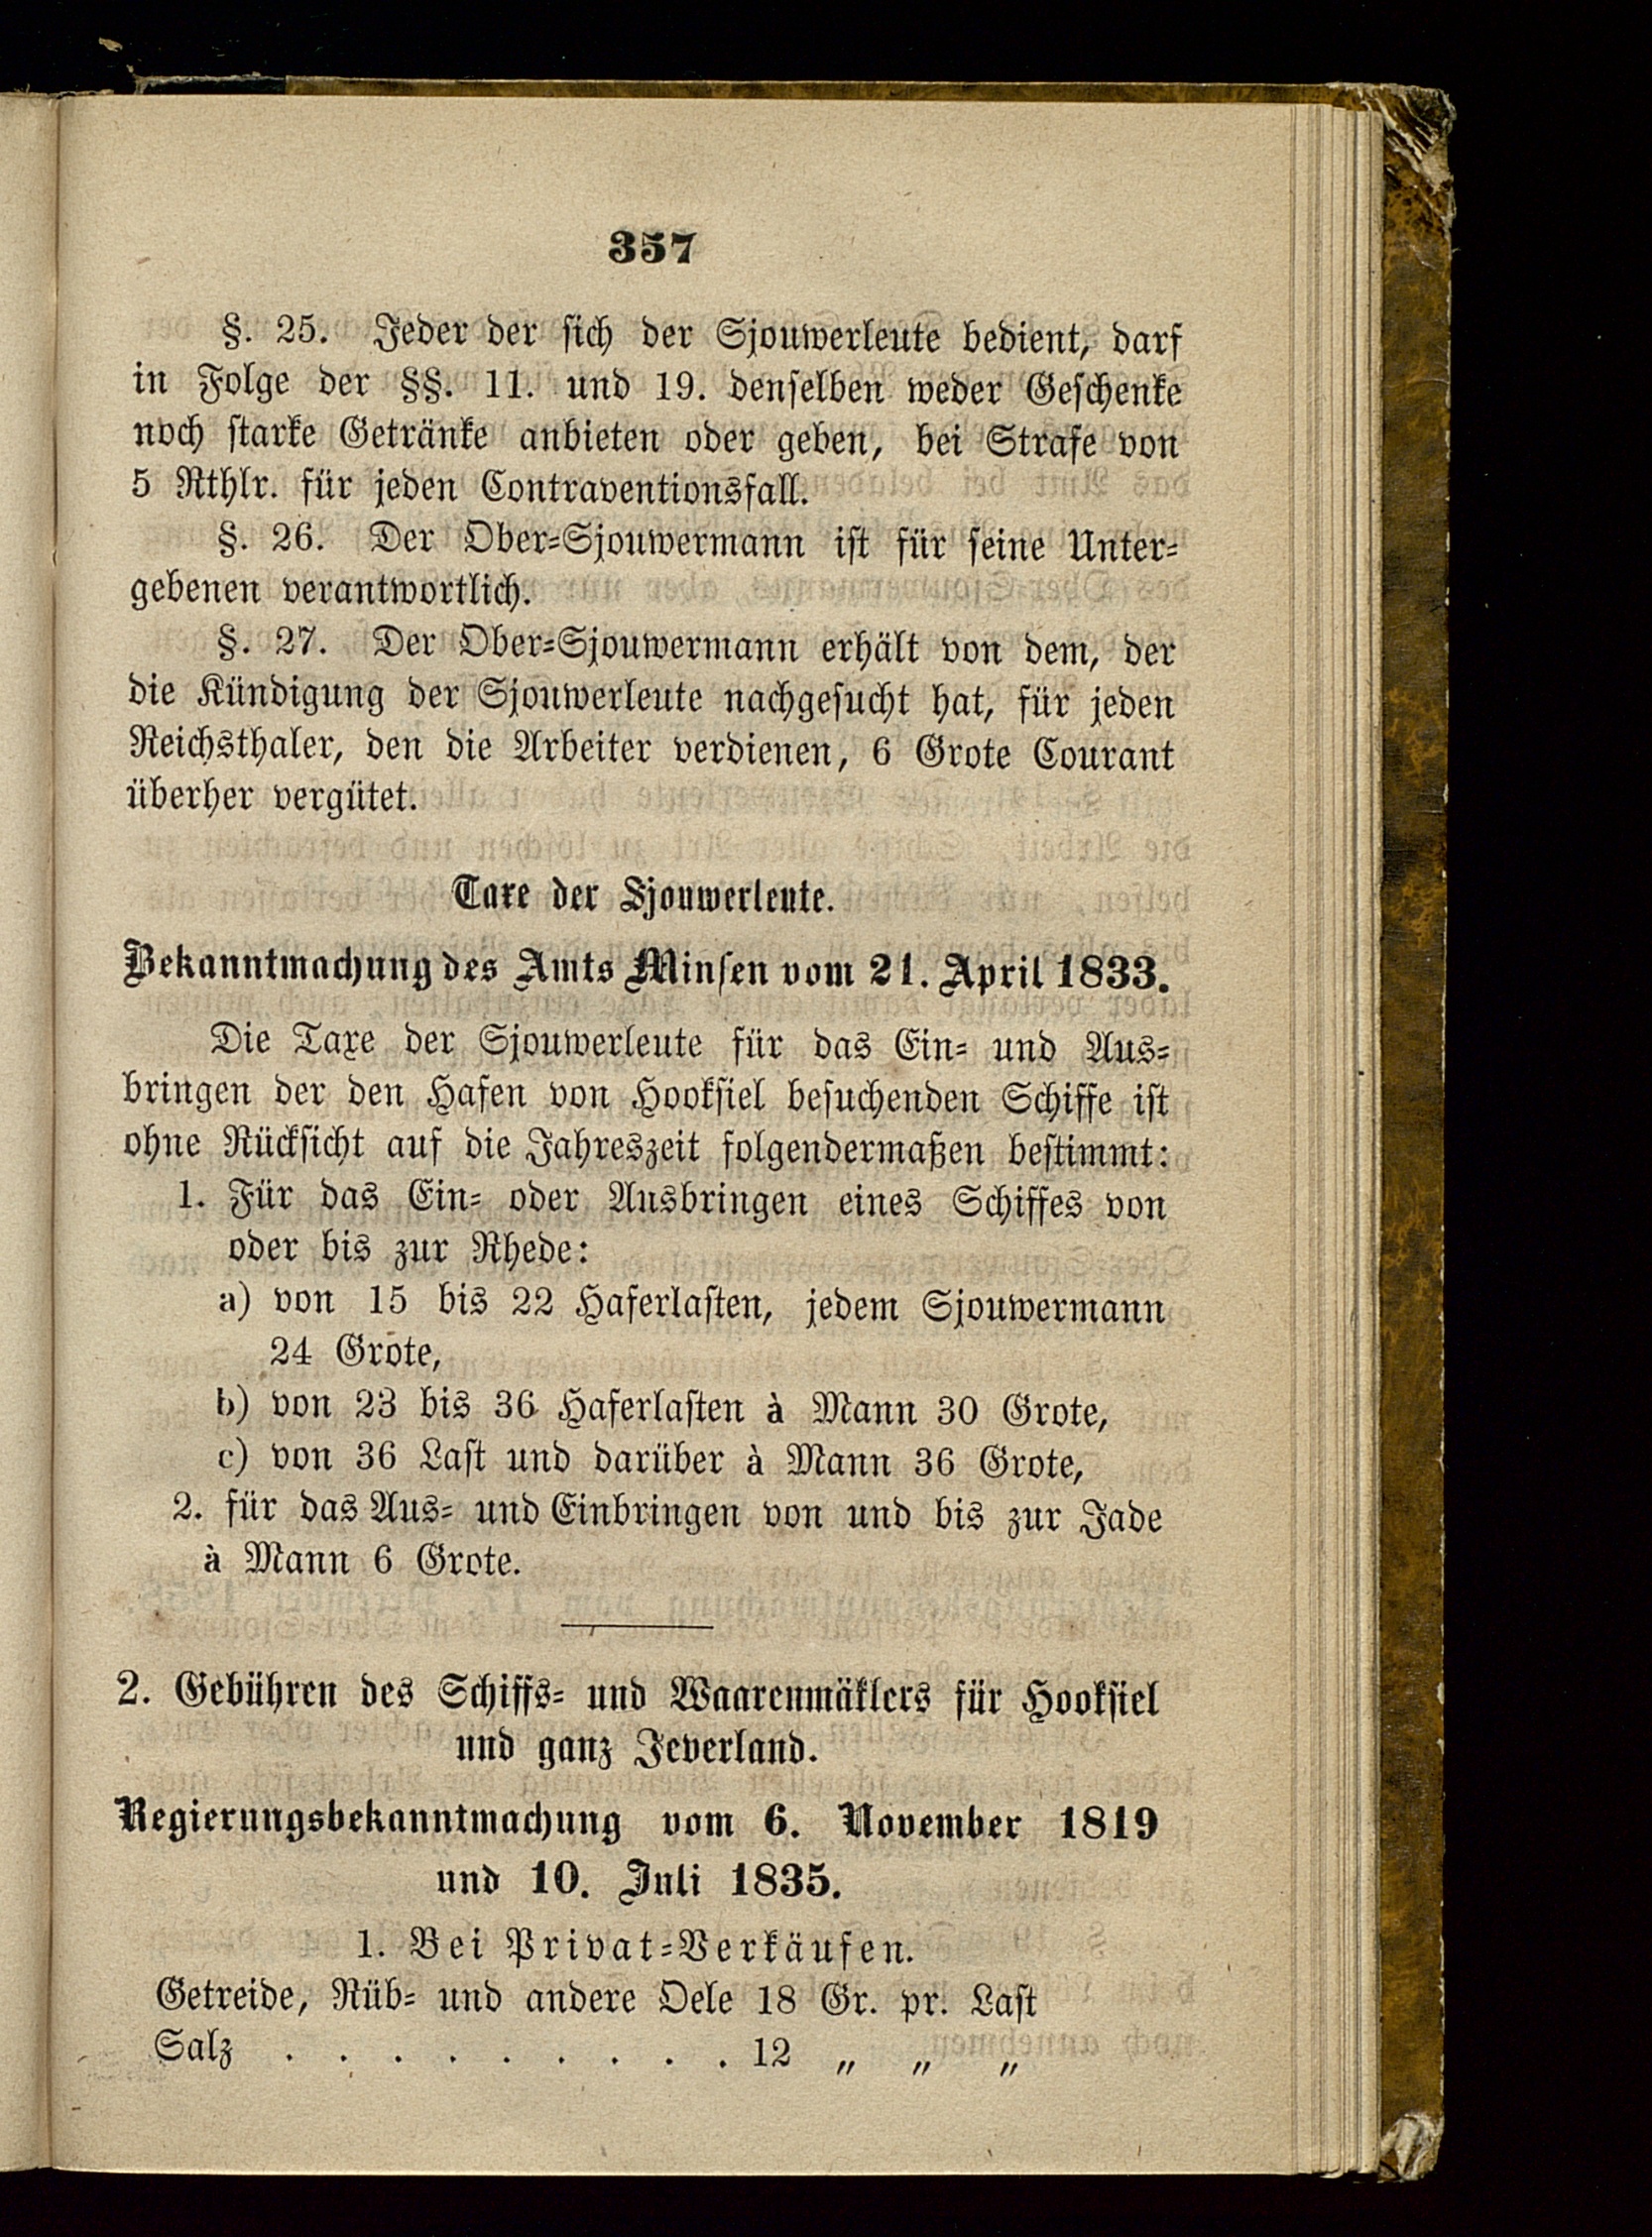 357
§. 25. Jeder der sich der Sjouwerleute bedient, darf
in Folge der §§. 11. und 19. denselben weder Geschenke
noch starke Getränke anbieten oder geben, bei Strafe von
5 Rthlr. für jeden Contraventionsfall.
§. 26. Der Ober-Sjouwermann ist für seine Unter-
gebenen verantwortlich.
§. 27. Der Ober-Sjouwermann erhält von dem, der
die Kündigung der Sjouwerleute nachgesucht hat, für jeden
Reichsthaler, den die Arbeiter verdienen, 6 Grote Courant
überher vergütet.
Taxe der Sjouwerleute.
Bekanntmachung des Amts Minsen vom 21. April 1833.
Die Taxe der Sjouwerleute für das Ein- und Aus-
bringen der den Hafen von Hooksiel besuchenden Schiffe ist
ohne Rücksicht auf die Jahreszeit folgendermaßen bestimmt:
1. Für das Ein- oder Ausbringen eines Schiffes von
oder bis zur Rhede:
a) von 15 bis 22 Haferlasten, jedem Sjouwermann
24 Grote,
b) von 23 bis 36 Haferlasten à Mann 30 Grote,
c) von 36 Last und darüber à Mann 36 Grote,
2. für das Aus- und Einbringen von und bis zur Jade
à Mann 6 Grote.
2. Gebühren des Schiffs- und Waarenmäklers für Hooksiel
und ganz Jeverland.
Regierungsbekanntmachung vom 6. November 1819
und 10. Juli 1835.
1. Bei Privat-Verkäufen.
Getreide, Rüb- und andere Oele 18 Gr. pr. Last
Salz . . . . . . . . . 12 „ „ „